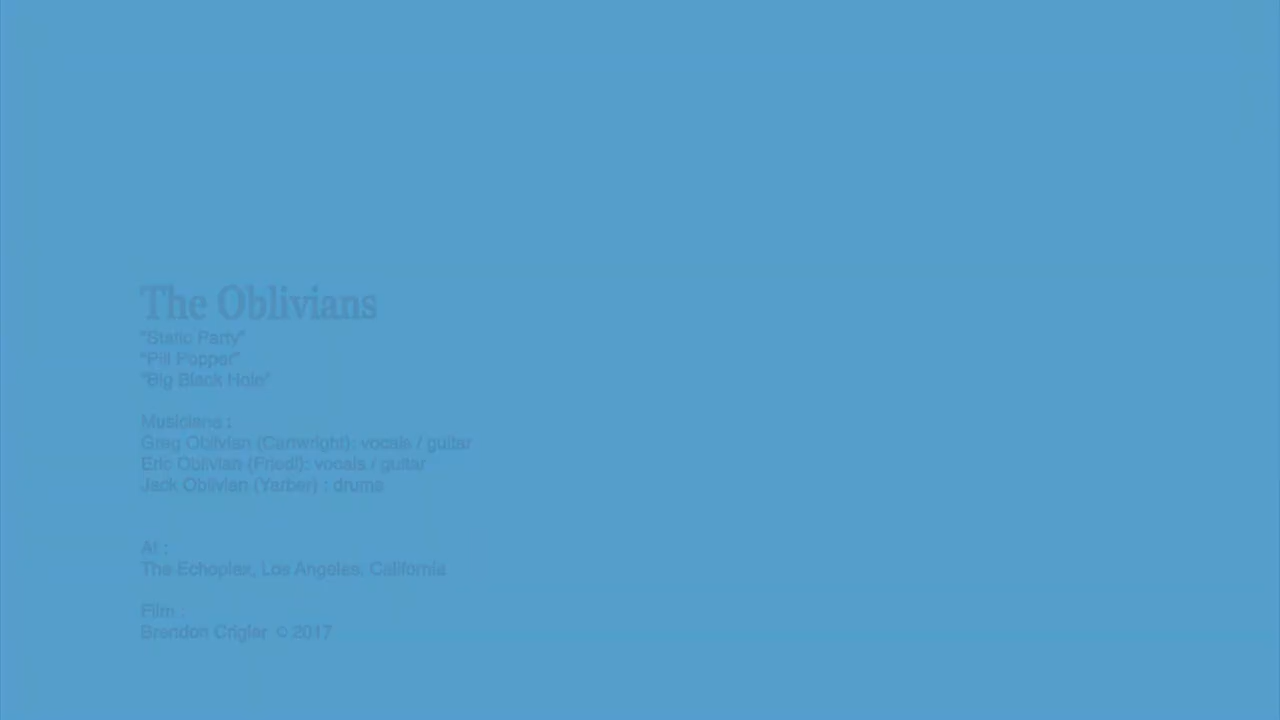 The Oblivians
"Static Party"
"Pill Popper"
"Big Black Hole"
Musicians :
Greg Oblivian (Cartwright): vocals / guitar
Eric Oblivian (Friedl): vocals / guitar
Jack Oblivian (Yarber) : drums
At :
The Echoplex, Los Angeles, California
Film :
Brendon Crigler © 2017